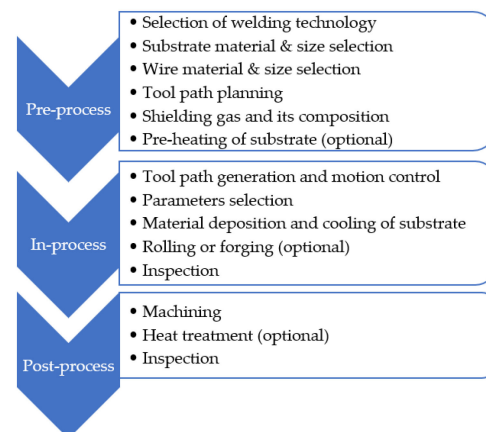 Pre-process
• Selection of welding technology
• Substrate material & size selection
• Wire material & size selection
• Tool path planning
• Shielding gas and its composition
• Pre-heating of substrate (optional)
In-process
• Tool path generation and motion control
• Parameters selection
• Material deposition and cooling of substrate
• Rolling or forging (optional)
• Inspection
Post-process
• Machining
• Heat treatment (optional)
• Inspection